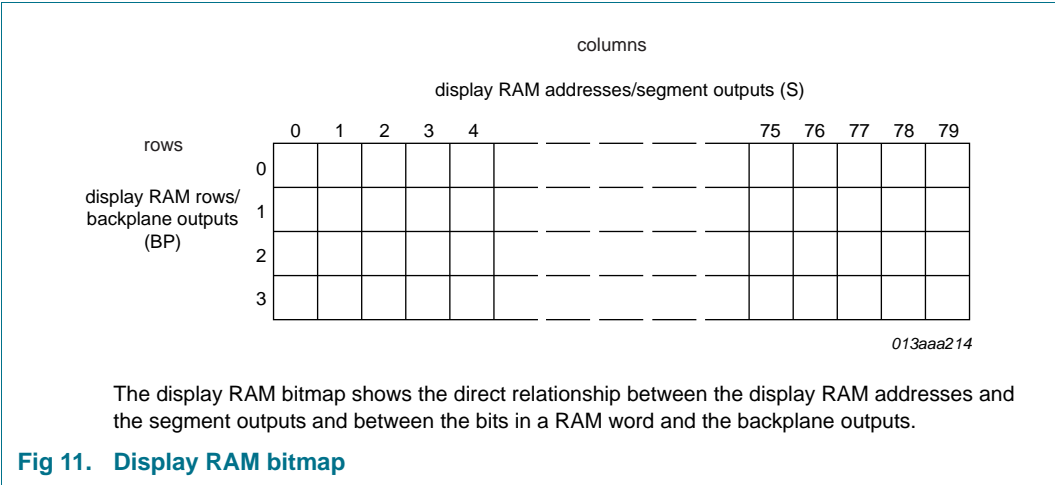 columns
display RAM addresses/segment outputs (S)
0 1 2 3 4 75 76 77 78 79
rows
0
display RAM rows/
backplane outputs
(BP)
1
2
3
013aaa214
The display RAM bitmap shows the direct relationship between the display RAM addresses and
the segment outputs and between the bits in a RAM word and the backplane outputs.
Fig 11. Display RAM bitmap